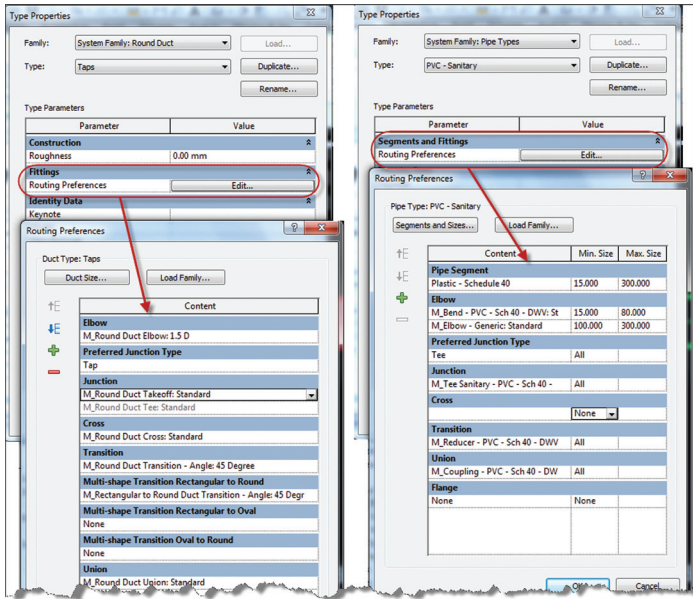 Type Properties
Family: System Family: Round Duct Load...
Type: Taps Duplicate...
Rename...
Type Parameters
Parameter Value
Construction
Roughness 0.00 mm
Fittings
Routing Preferences Edit...
Identity Data
Keynote
Routing Preferences
Duct Type: Taps
Duct Size... Load Family...
Content
Elbow
M_Round Duct Elbow: 1.5 D
Preferred Junction Type
Tap
Junction
M_Round Duct Takeoff: Standard
M_Round Duct Tee: Standard
Cross
M_Round Duct Cross: Standard
Transition
M_Round Duct Transition - Angle: 45 Degree
Multi-shape Transition Rectangular to Round
M_Rectangular to Round Duct Transition - Angle: 45 Degr
Multi-shape Transition Rectangular to Oval
None
Multi-shape Transition Oval to Round
None
Union
M_Round Duct Union: Standard
Type Properties
Family: System Family: Pipe Types Load...
Type: PVC - Sanitary Duplicate...
Rename...
Type Parameters
Parameter Value
Segments and Fittings
Routing Preferences Edit...
Routing Preferences
Pipe Type: PVC - Sanitary
Segments and Sizes... Load Family...
Content Min. Size Max. Size
Pipe Segment
Plastic - Schedule 40 15.000 300.000
Elbow
M_Bend - PVC - Sch 40 - DWV: St 15.000 80.000
M_Elbow - Generic: Standard 100.000 300.000
Preferred Junction Type
Tee All
Junction
M_Tee Sanitary - PVC - Sch 40 - All
Cross
None
Transition
M_Reducer - PVC - Sch 40 - DWV All
Union
M_Coupling - PVC - Sch 40 - DW All
Flange
None None
OK Cancel